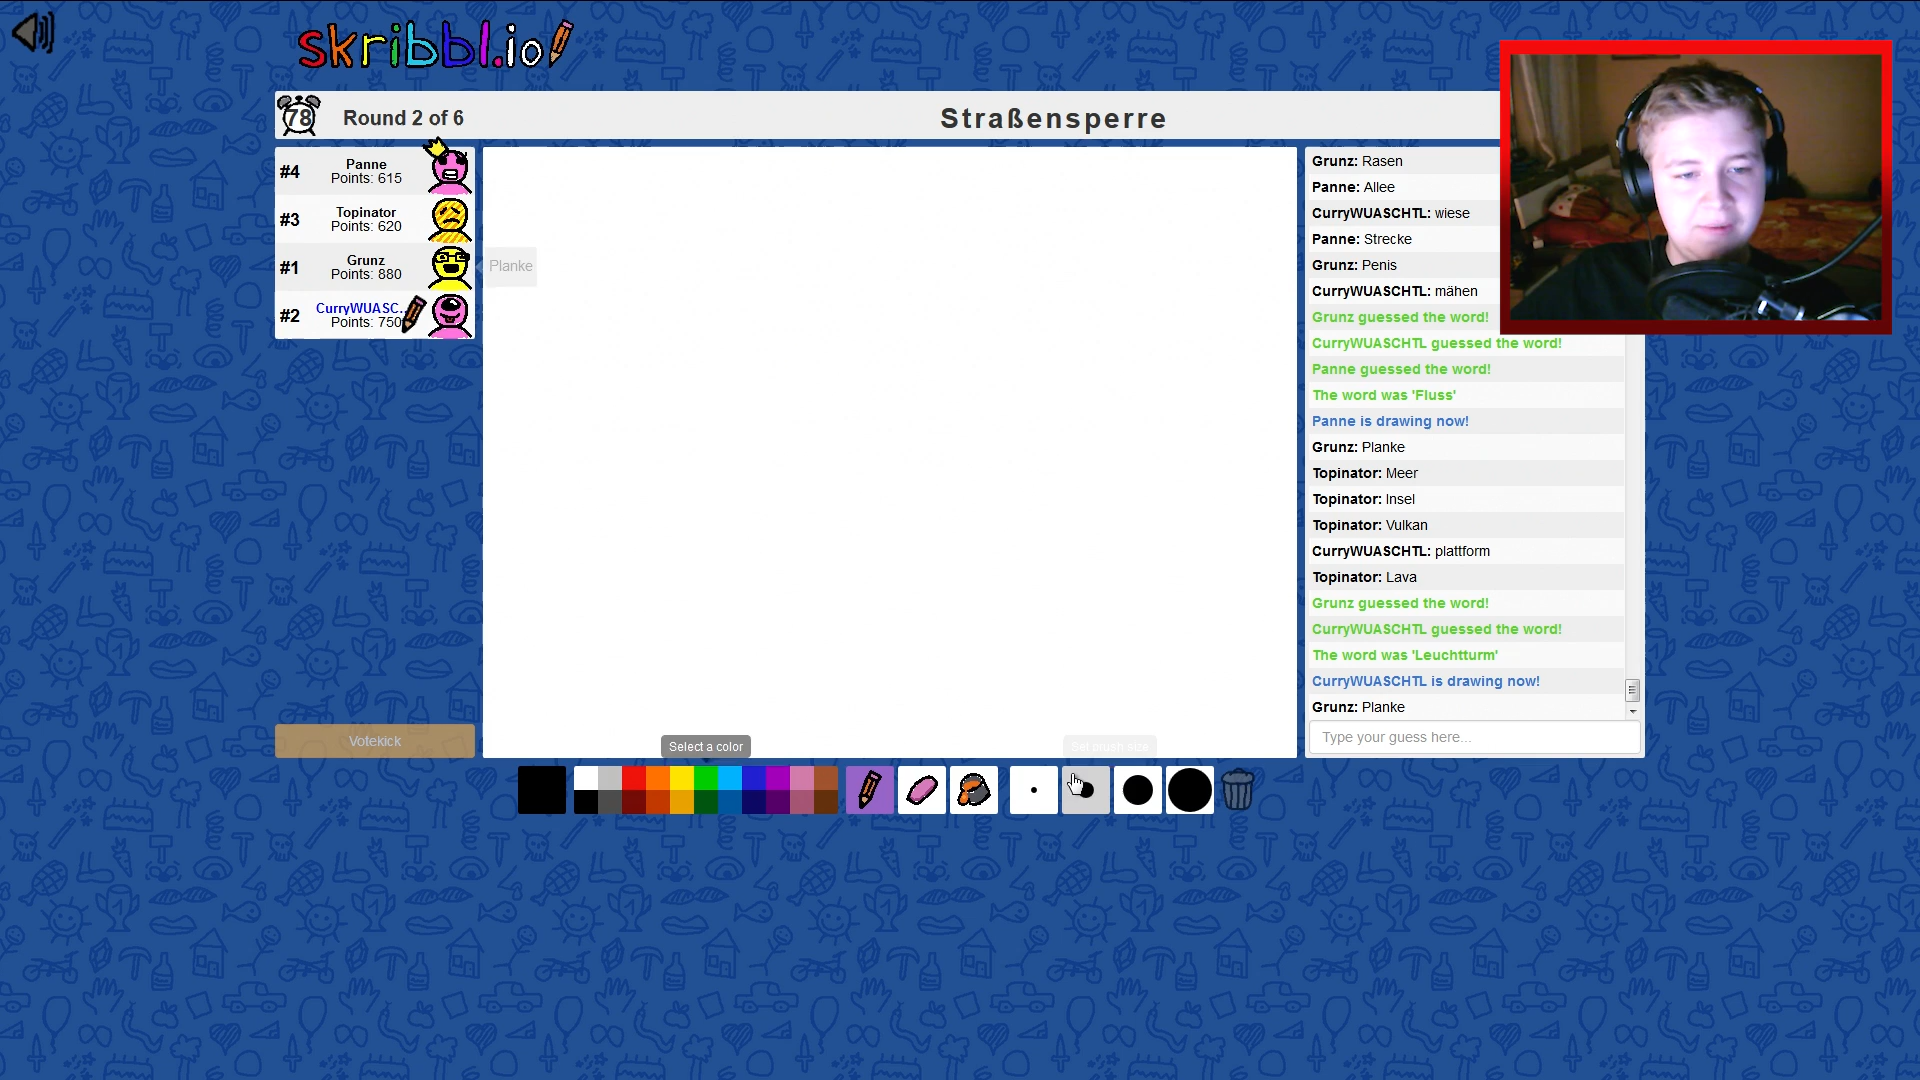 skribbl.io
78
Round 2 of 6
Straßensperre
#4
Panne
Points: 615
#3
Topinator
Points: 620
#1
Grunz
Points: 880
#2
CurryWUASC...
Points: 750
Planke
Votekick
Grunz: Rasen
Panne: Allee
CurryWUASCHTL: wiese
Panne: Strecke
Grunz: Penis
CurryWUASCHTL: mähen
Grunz guessed the word!
CurryWUASCHTL guessed the word!
Panne guessed the word!
The word was 'Fluss'
Panne is drawing now!
Grunz: Planke
Topinator: Meer
Topinator: Insel
Topinator: Vulkan
CurryWUASCHTL: plattform
Topinator: Lava
Grunz guessed the word!
CurryWUASCHTL guessed the word!
The word was 'Leuchtturm'
CurryWUASCHTL is drawing now!
Grunz: Planke
Type your guess here...
Select a color
Set brush size